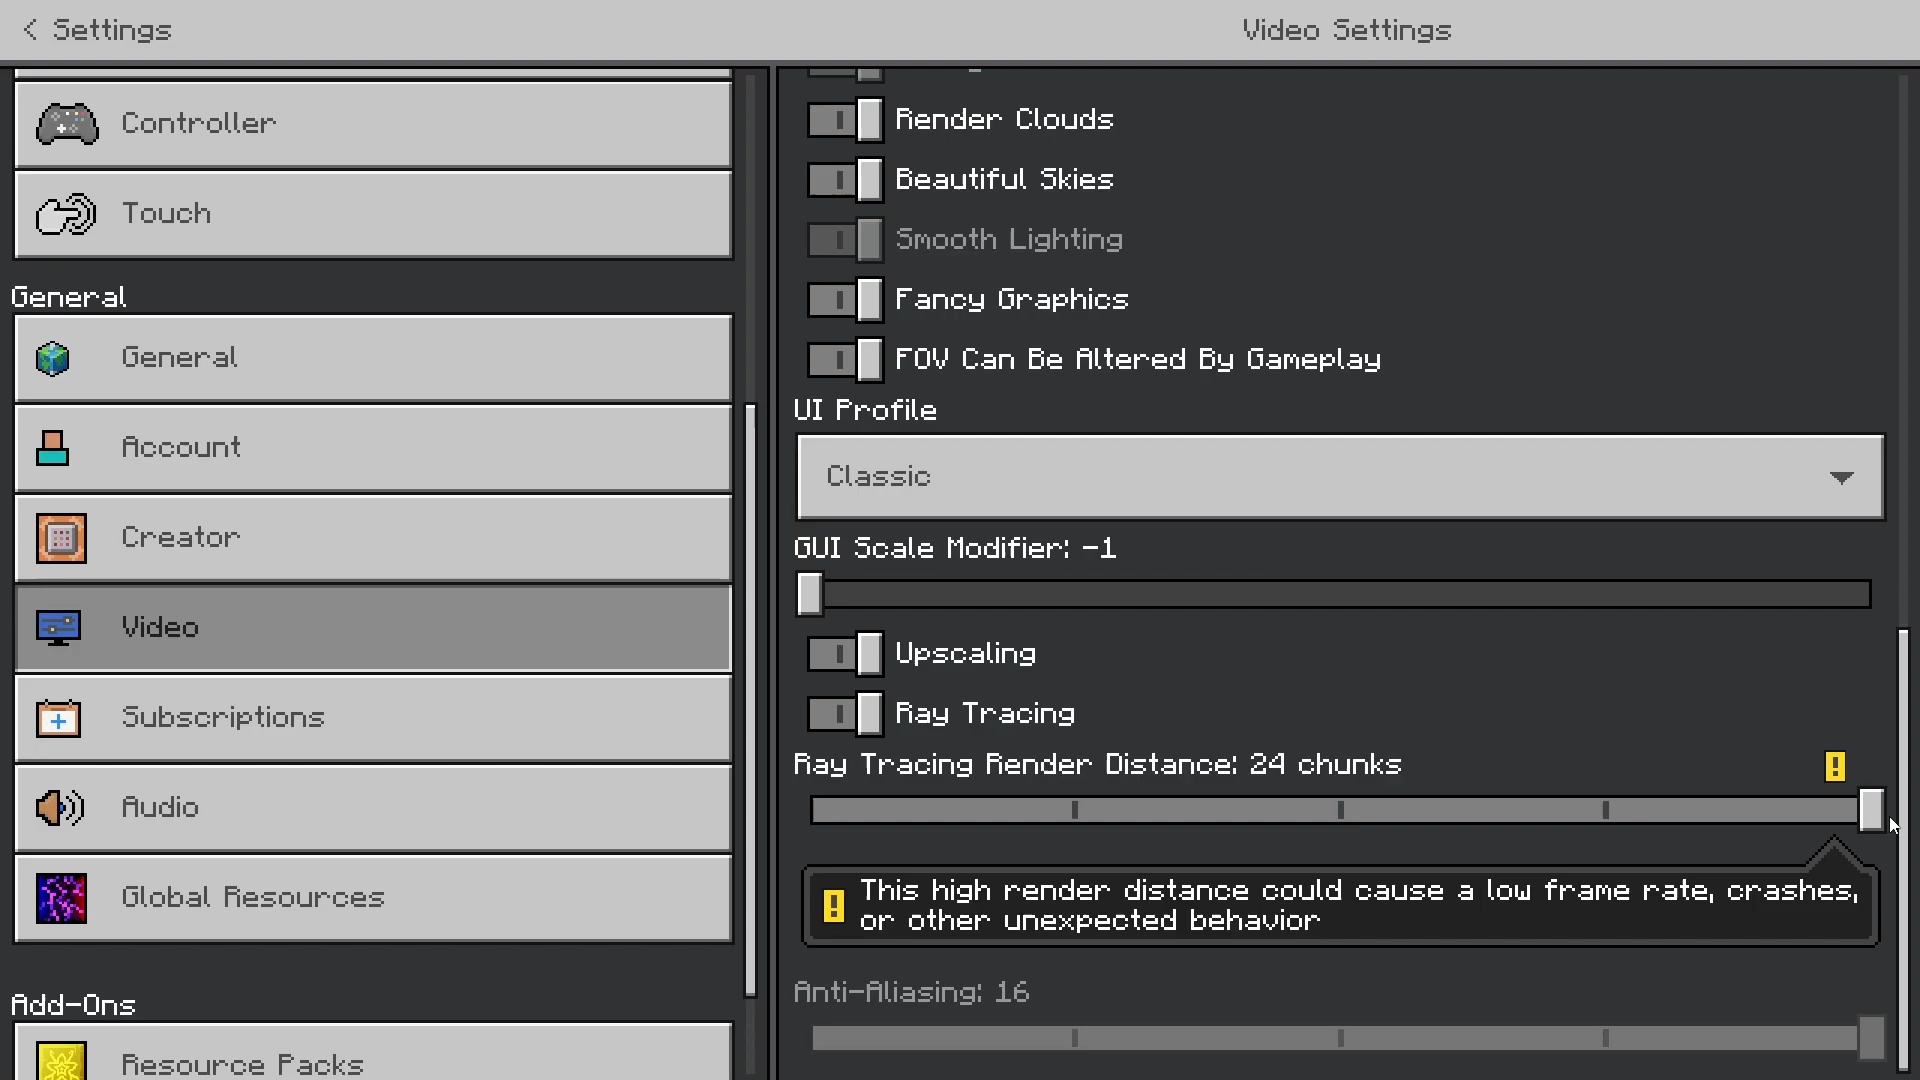 Settings
Video Settings
Controller
Touch
General
General
Account
Creator
Video
Subscriptions
Audio
Global Resources
Add-Ons
Resource Packs
Render Clouds
Beautiful Skies
Smooth Lighting
Fancy Graphics
FOV Can Be Altered By Gameplay
UI Profile
Classic
GUI Scale Modifier: -1
Upscaling
Ray Tracing
Ray Tracing Render Distance: 24 chunks
This high render distance could cause a low frame rate, crashes,
or other unexpected behavior
Anti-Aliasing: 16